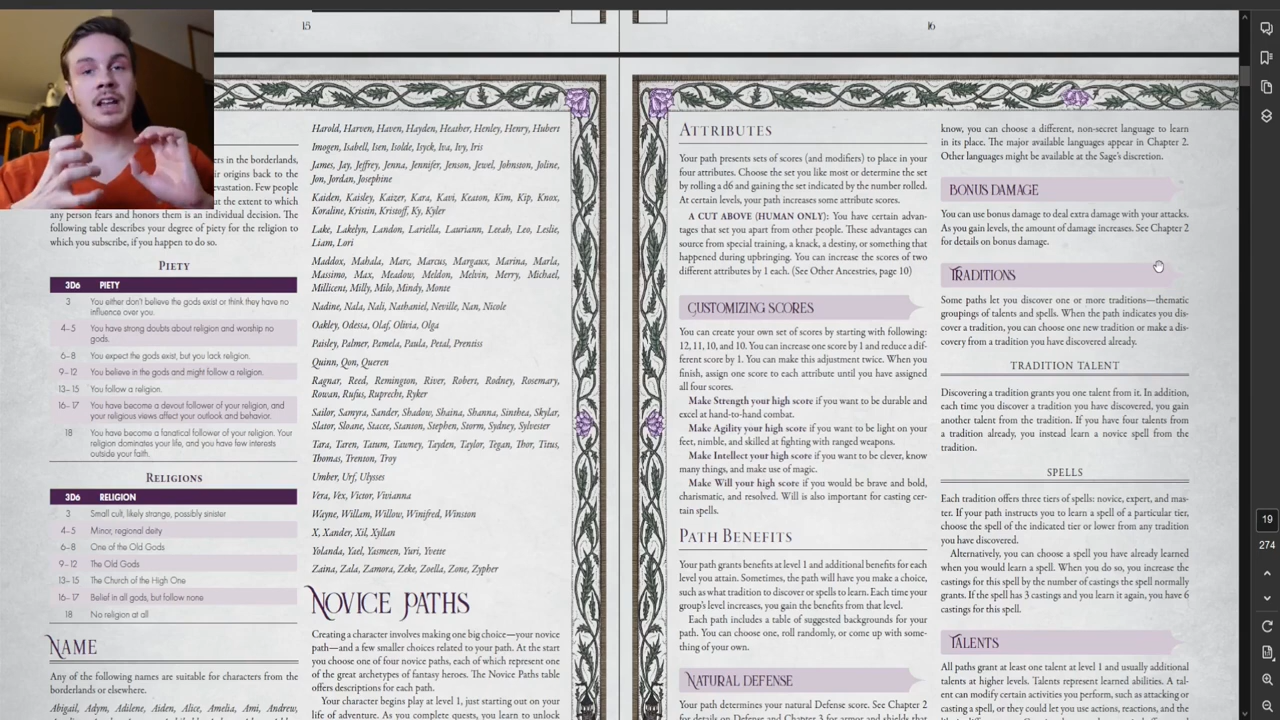 15
ers in the borderlands,
ir origins back to the
evastation. Few people
ut the extent to which
any person fears and honors them is an individual decision. The
following table describes your degree of piety for the religion to
which you subscribe, if you happen to do so.
PIETY
3D6 PIETY
3 You either don't believe the gods exist or think they have no
influence over you.
4–5 You have strong doubts about religion and worship no
gods.
6–8 You expect the gods exist, but you lack religion.
9–12 You believe in the gods and might follow a religion.
13–15 You follow a religion.
16–17 You have become a devout follower of your religion, and
your religious views affect your outlook and behavior.
18 You have become a fanatical follower of your religion. Your
religion dominates your life, and you have few interests
outside your faith.
RELIGIONS
3D6 RELIGION
3 Small cult, likely strange, possibly sinister
4–5 Minor, regional deity
6–8 One of the Old Gods
9–12 The Old Gods
13–15 The Church of the High One
16–17 Belief in all gods, but follow none
18 No religion at all
NAME
Any of the following names are suitable for characters from the
borderlands or elsewhere.
Abigail, Adym, Adilene, Aiden, Alice, Amelia, Ami, Andrew,
Harold, Harven, Haven, Hayden, Heather, Henley, Henry, Hubert
Imogen, Isabell, Isen, Isolde, Isyck, Iva, Ivy, Iris
James, Jay, Jeffrey, Jenna, Jennifer, Jenson, Jewel, Johnston, Joline,
Jon, Jordan, Josephine
Kaiden, Kaisley, Kaizer, Kara, Kavi, Keaton, Kim, Kip, Knox,
Koraline, Kristin, Kristoff, Ky, Kyler
Lake, Lakelyn, Landon, Lariella, Lauriann, Leeah, Leo, Leslie,
Liam, Lori
Maddox, Mahala, Marc, Marcus, Margaux, Marina, Marla,
Massimo, Max, Meadow, Meldon, Melvin, Merry, Michael,
Millicent, Milly, Milo, Mindy, Monte
Nadine, Nala, Nali, Nathaniel, Neville, Nan, Nicole
Oakley, Odessa, Olaf, Olivia, Olga
Paisley, Palmer, Pamela, Paula, Petal, Prentiss
Quinn, Qon, Queren
Ragnar, Reed, Remington, River, Robert, Rodney, Rosemary,
Rowan, Rufus, Ruprecht, Ryker
Sailor, Samyra, Sander, Shadow, Shaina, Shanna, Sinthea, Skylar,
Slator, Sloane, Stacee, Stanton, Stephen, Storm, Sydney, Sylvester
Tara, Taren, Tatum, Tawney, Tayden, Taylor, Tegan, Thor, Titus,
Thomas, Trenton, Troy
Umber, Urf, Ulysses
Vera, Vex, Victor, Vivianna
Wayne, Willam, Willow, Winifred, Winston
X, Xander, Xil, Xyllan
Yolanda, Yael, Yasmeen, Yuri, Yvette
Zaina, Zala, Zamora, Zeke, Zoella, Zone, Zypher
NOVICE PATHS
Creating a character involves making one big choice—your novice
path—and a few smaller choices related to your path. At the start
you choose one of four novice paths, each of which represent one
of the great archetypes of fantasy heroes. The Novice Paths table
offers descriptions for each path.
Your character begins play at level 1, just starting out on your
life of adventure. As you complete quests, you learn to unlock
16
ATTRIBUTES
Your path presents sets of scores (and modifiers) to place in your
four attributes. Choose the set you like most or determine the set
by rolling a d6 and gaining the set indicated by the number rolled.
At certain levels, your path increases some attribute scores.
A CUT ABOVE (HUMAN ONLY): You have certain advan-
tages that set you apart from other people. These advantages can
source from special training, a knack, a destiny, or something that
happened during upbringing. You can increase the scores of two
different attributes by 1 each. (See Other Ancestries, page 10)
CUSTOMIZING SCORES
You can create your own set of scores by starting with following:
12, 11, 10, and 10. You can increase one score by 1 and reduce a dif-
ferent score by 1. You can make this adjustment twice. When you
finish, assign one score to each attribute until you have assigned
all four scores.
Make Strength your high score if you want to be durable and
excel at hand-to-hand combat.
Make Agility your high score if you want to be light on your
feet, nimble, and skilled at fighting with ranged weapons.
Make Intellect your high score if you want to be clever, know
many things, and make use of magic.
Make Will your high score if you would be brave and bold,
charismatic, and resolved. Will is also important for casting cer-
tain spells.
PATH BENEFITS
Your path grants benefits at level 1 and additional benefits for each
level you attain. Sometimes, the path will have you make a choice,
such as what tradition to discover or spells to learn. Each time your
group's level increases, you gain the benefits from that level.
Each path includes a table of suggested backgrounds for your
path. You can choose one, roll randomly, or come up with some-
thing of your own.
NATURAL DEFENSE
Your path determines your natural Defense score. See Chapter 2
for details on Defense and Chapter 3 for armor and shields that
know, you can choose a different, non-secret language to learn
in its place. The major available languages appear in Chapter 2.
Other languages might be available at the Sage's discretion.
BONUS DAMAGE
You can use bonus damage to deal extra damage with your attacks.
As you gain levels, the amount of damage increases. See Chapter 2
for details on bonus damage.
TRADITIONS
Some paths let you discover one or more traditions—thematic
groupings of talents and spells. When the path indicates you dis-
cover a tradition, you can choose one new tradition or make a dis-
covery from a tradition you have discovered already.
TRADITION TALENT
Discovering a tradition grants you one talent from it. In addition,
each time you discover a tradition you have discovered, you gain
another talent from the tradition. If you have four talents from
a tradition already, you instead learn a novice spell from the
tradition.
SPELLS
Each tradition offers three tiers of spells: novice, expert, and mas-
ter. If your path instructs you to learn a spell of a particular tier,
choose the spell of the indicated tier or lower from any tradition
you have discovered.
Alternatively, you can choose a spell you have already learned
when you would learn a spell. When you do so, you increase the
castings for this spell by the number of castings the spell normally
grants. If the spell has 3 castings and you learn it again, you have 6
castings for this spell.
TALENTS
All paths grant at least one talent at level 1 and usually additional
talents at higher levels. Talents represent learned abilities. A tal-
ent can modify certain activities you perform, such as attacking or
casting a spell, or they could let you use actions, reactions, and the
19
274